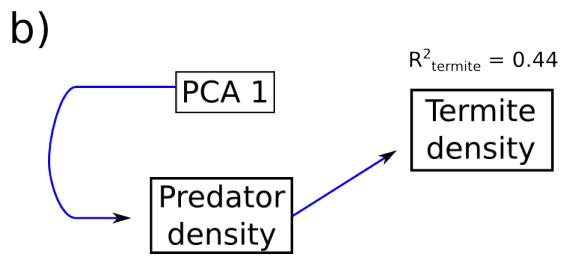 b)
R²termite = 0.44
PCA 1
Termite
density
Predator
density